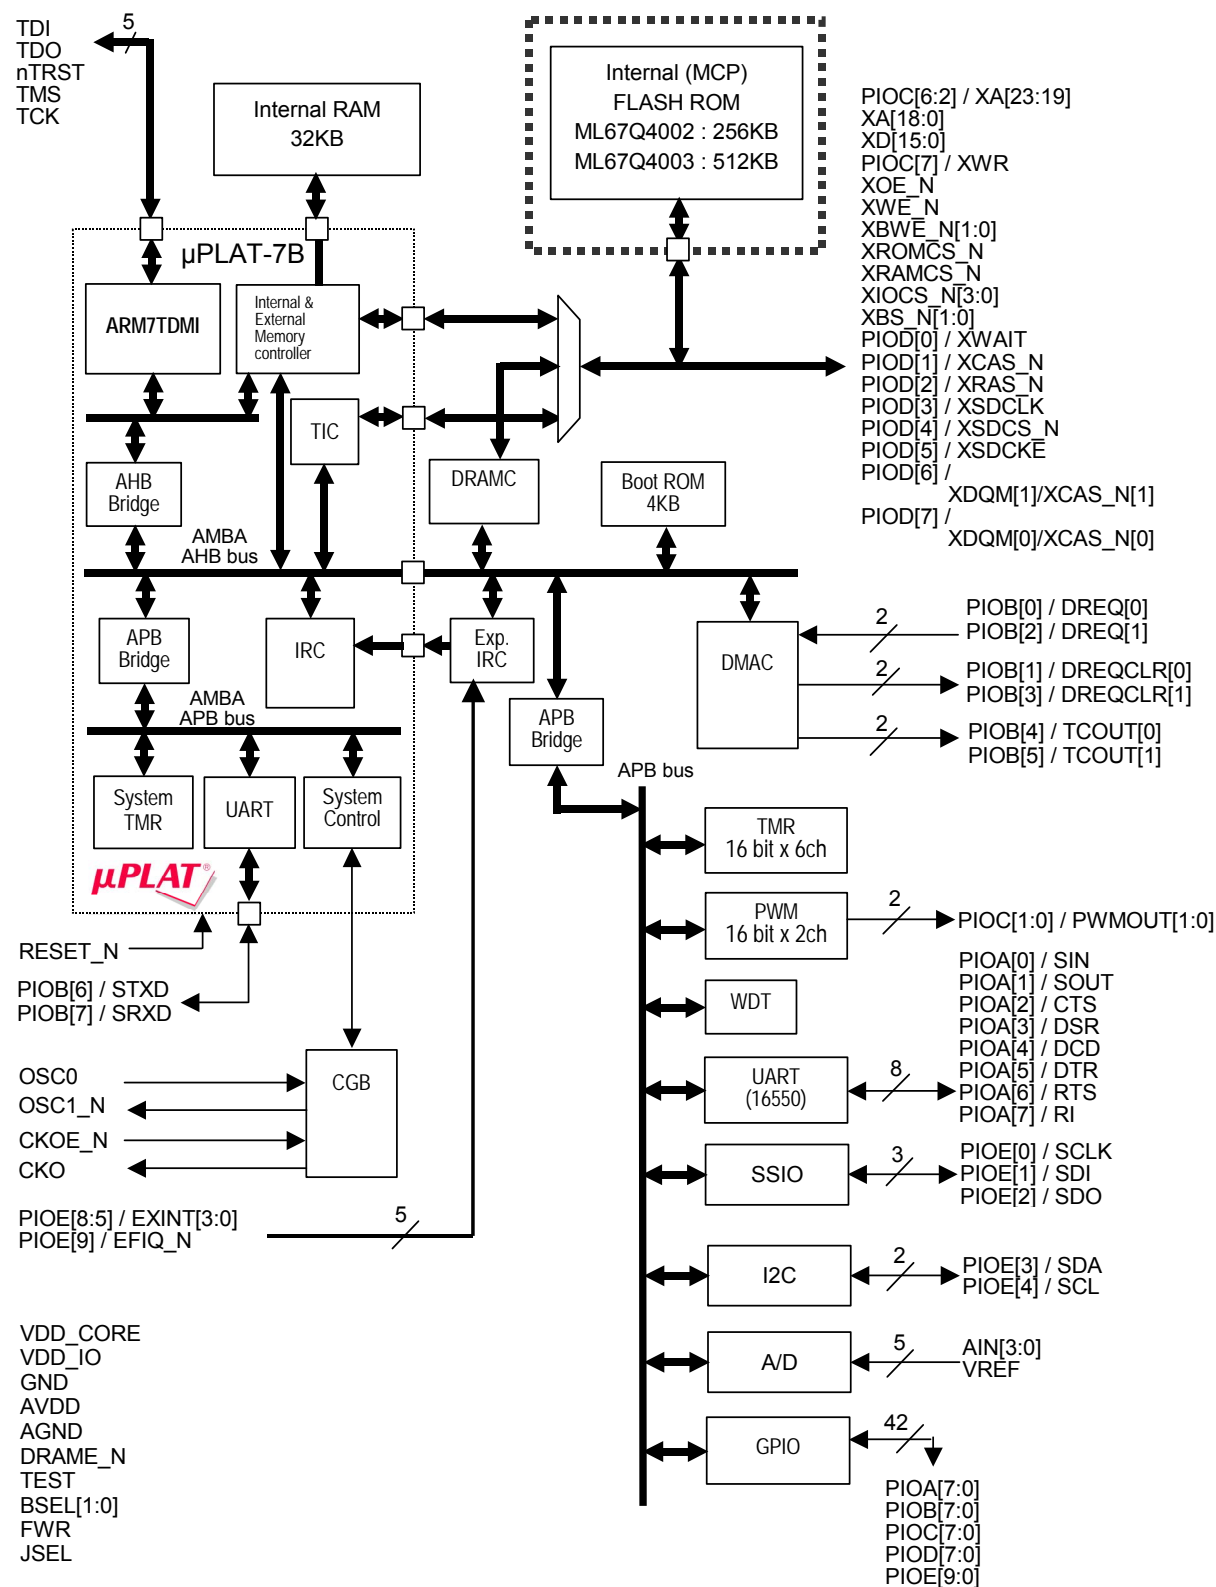 TDI
TDO
nTRST
TMS
TCK
5
Internal RAM
32KB
Internal (MCP)
FLASH ROM
ML67Q4002 : 256KB
ML67Q4003 : 512KB
PIOC[6:2] / XA[23:19]
XA[18:0]
XD[15:0]
PIOC[7] / XWR
XOE_N
XWE_N
XBWE_N[1:0]
XROMCS_N
XRAMCS_N
XIOCS_N[3:0]
XBS_N[1:0]
PIOD[0] / XWAIT
PIOD[1] / XCAS_N
PIOD[2] / XRAS_N
PIOD[3] / XSDCLK
PIOD[4] / XSDCS_N
PIOD[5] / XSDCKE
PIOD[6] /
XDQM[1]/XCAS_N[1]
PIOD[7] /
XDQM[0]/XCAS_N[0]
µPLAT-7B
ARM7TDMI
Internal &
External
Memory
controller
TIC
AHB
Bridge
DRAMC
Boot ROM
4KB
AMBA
AHB bus
APB
Bridge
IRC
Exp.
IRC
APB
Bridge
DMAC
2
PIOB[0] / DREQ[0]
PIOB[2] / DREQ[1]
2
PIOB[1] / DREQCLR[0]
PIOB[3] / DREQCLR[1]
2
PIOB[4] / TCOUT[0]
PIOB[5] / TCOUT[1]
AMBA
APB bus
APB bus
System
TMR
UART
System
Control
µPLAT®
TMR
16 bit x 6ch
PWM
16 bit x 2ch
2
PIOC[1:0] / PWMOUT[1:0]
RESET_N
PIOB[6] / STXD
PIOB[7] / SRXD
WDT
PIOA[0] / SIN
PIOA[1] / SOUT
PIOA[2] / CTS
PIOA[3] / DSR
PIOA[4] / DCD
PIOA[5] / DTR
PIOA[6] / RTS
PIOA[7] / RI
OSC0
OSC1_N
CKOE_N
CKO
CGB
UART
(16550)
8
SSIO
3
PIOE[0] / SCLK
PIOE[1] / SDI
PIOE[2] / SDO
PIOE[8:5] / EXINT[3:0]
PIOE[9] / EFIQ_N
5
I2C
2
PIOE[3] / SDA
PIOE[4] / SCL
VDD_CORE
VDD_IO
GND
AVDD
AGND
DRAME_N
TEST
BSEL[1:0]
FWR
JSEL
A/D
5
AIN[3:0]
VREF
GPIO
42
PIOA[7:0]
PIOB[7:0]
PIOC[7:0]
PIOD[7:0]
PIOE[9:0]